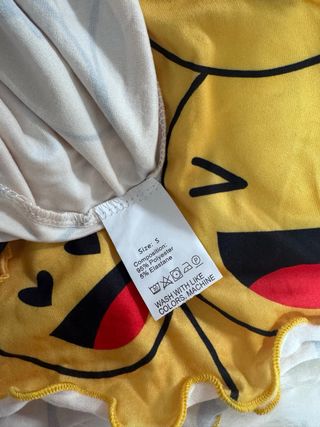 Size: S
Composition:
95% Polyester
5% Elastane
WASH WITH LIKE
COLORS. MACHINE